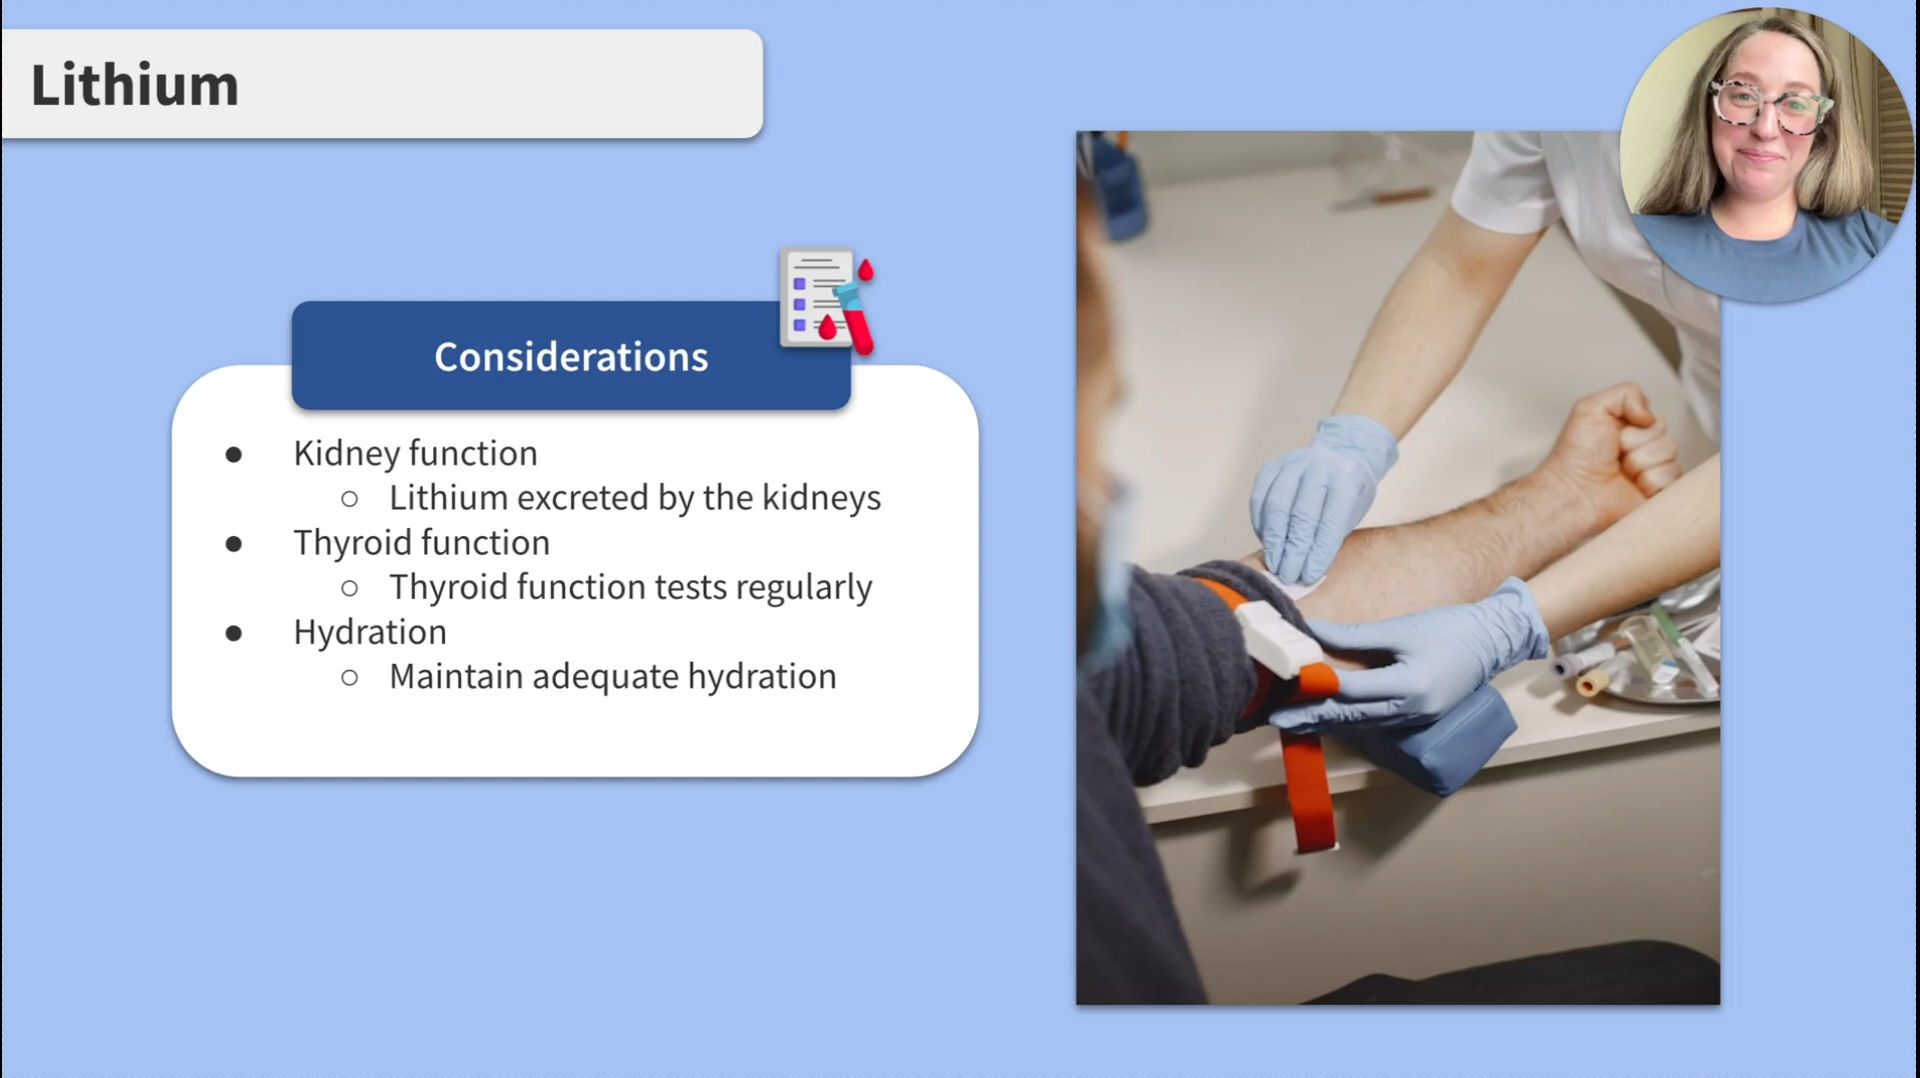 Lithium
Considerations
● Kidney function
○ Lithium excreted by the kidneys
● Thyroid function
○ Thyroid function tests regularly
● Hydration
○ Maintain adequate hydration